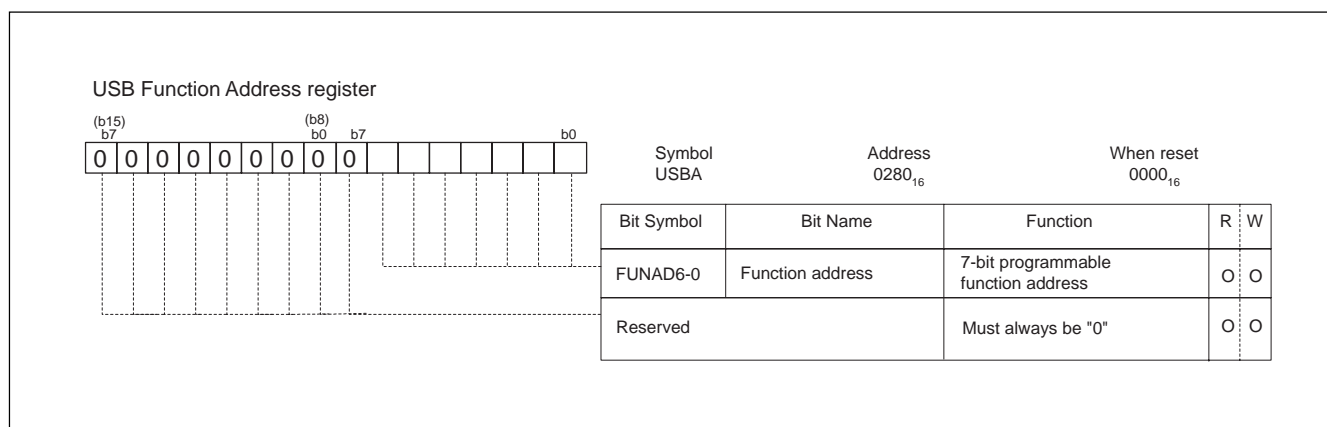 USB Function Address register
(b15) (b8)
b7 b0 b7 b0
0 0 0 0 0 0 0 0 0
Symbol Address When reset
USBA 0280₁₆ 0000₁₆
Bit Symbol Bit Name Function R W
FUNAD6-0 Function address 7-bit programmable function address O O
Reserved Must always be "0" O O